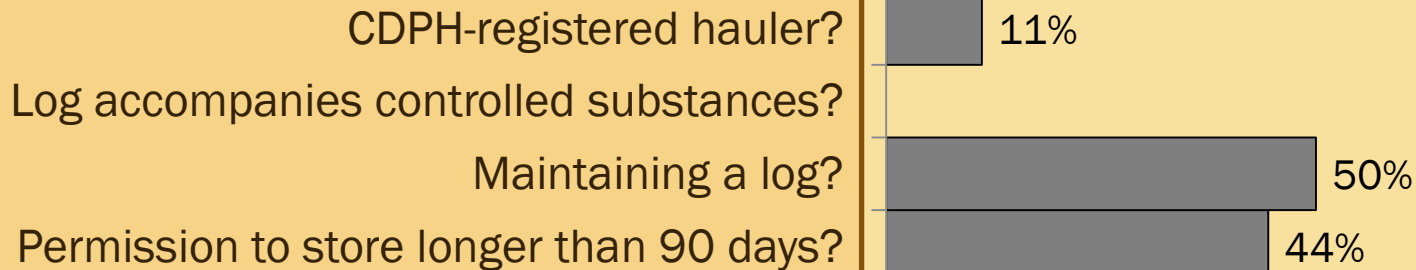 CDPH-registered hauler? 11%
Log accompanies controlled substances?
Maintaining a log? 50%
Permission to store longer than 90 days? 44%